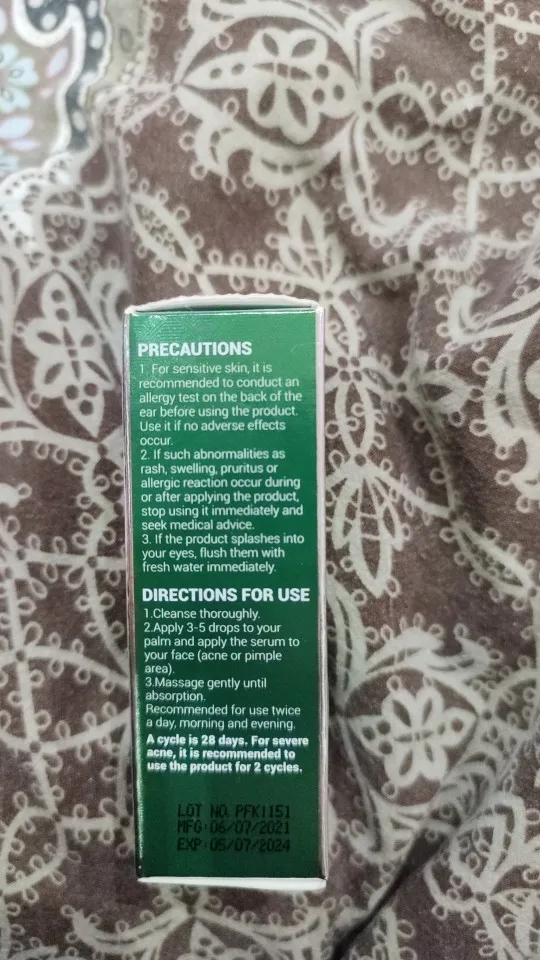 PRECAUTIONS
1. For sensitive skin, it is
recommended to conduct an
allergy test on the back of the
ear before using the product.
Use it if no adverse effects
occur.
2. If such abnormalities as
rash, swelling, pruritus or
allergic reaction occur during
or after applying the product,
stop using it immediately and
seek medical advice.
3. If the product splashes into
your eyes, flush them with
fresh water immediately.
DIRECTIONS FOR USE
1.Cleanse thoroughly.
2.Apply 3-5 drops to your
palm and apply the serum to
your face (acne or pimple
area).
3.Massage gently until
absorption.
Recommended for use twice
a day, morning and evening.
A cycle is 28 days. For severe
acne, it is recommended to
use the product for 2 cycles.
LOT NO. PFK1151
MFG:06/07/2021
EXP:05/07/2024